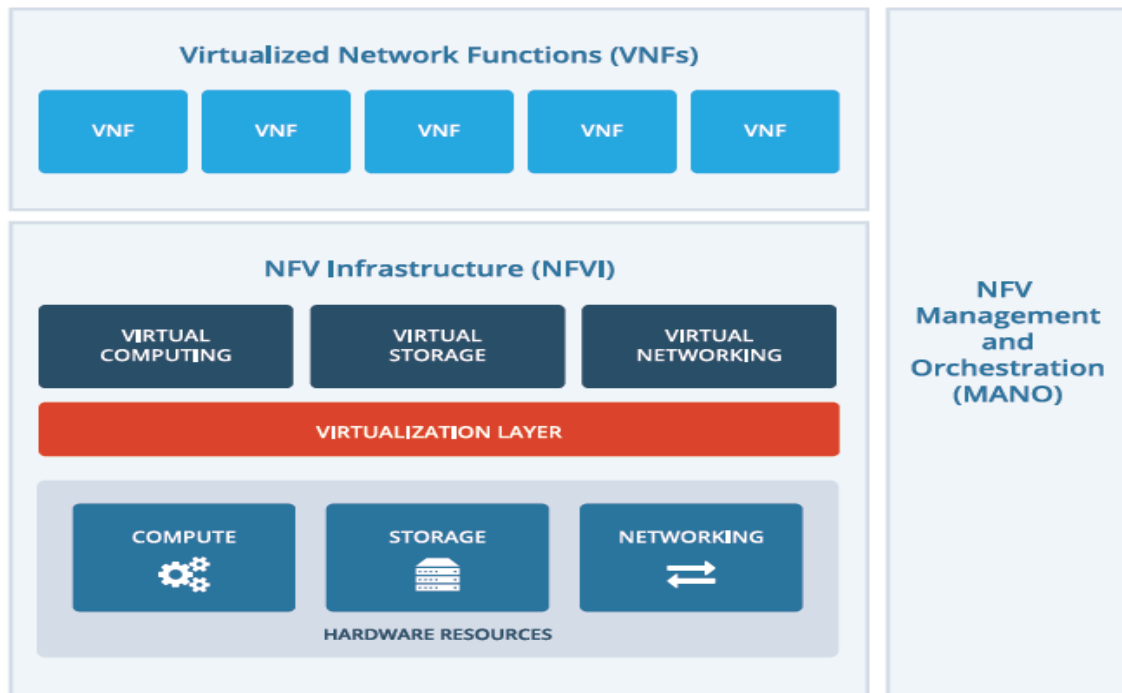 Virtualized Network Functions (VNFs)
VNF
VNF
VNF
VNF
VNF
NFV Infrastructure (NFVI)
VIRTUAL
COMPUTING
VIRTUAL
STORAGE
VIRTUAL
NETWORKING
VIRTUALIZATION LAYER
COMPUTE
STORAGE
NETWORKING
HARDWARE RESOURCES
NFV
Management
and
Orchestration
(MANO)